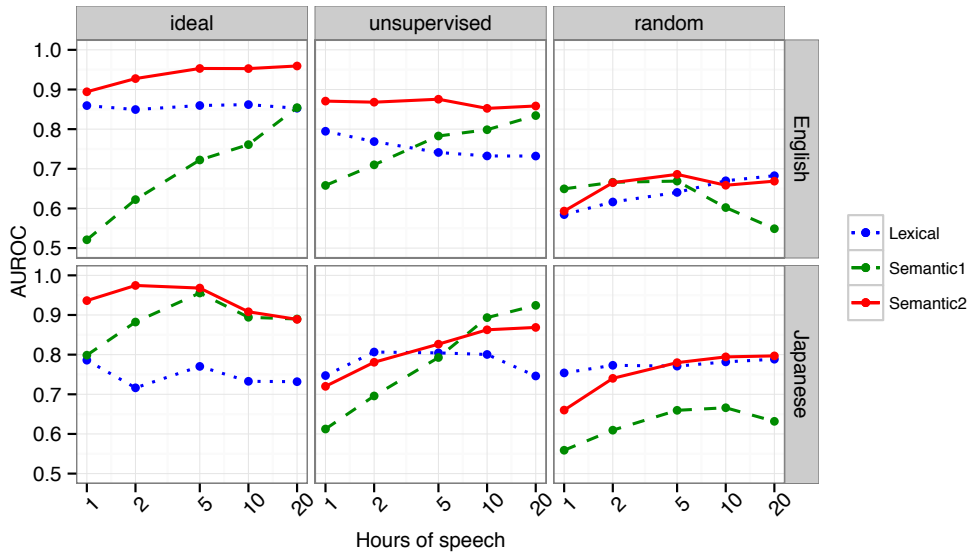 ideal
unsupervised
random
1.0
0.9
0.8
0.7
0.6
0.5
English
1.0
0.9
0.8
0.7
0.6
0.5
Japanese
AUROC
1 2 5 10 20
1 2 5 10 20
1 2 5 10 20
Hours of speech
Lexical
Semantic1
Semantic2